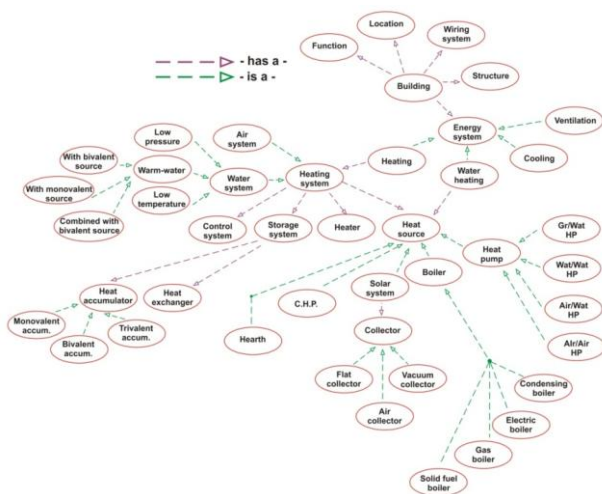 Location
Wiring
system
Function
- has a -
- is a -
Structure
Building
Low
pressure
Air
system
Energy
system
Ventilation
With bivalent
source
Warm-water
Water
system
Heating
system
Heating
Water
heating
Cooling
With monovalent
source
Low
temperature
Combined with
bivalent source
Control
system
Storage
system
Heater
Heat
source
Heat
pump
Gr/Wat
HP
Wat/Wat
HP
Air/Wat
HP
AIr/Air
HP
Heat
accumulator
Heat
exchanger
C.H.P.
Solar
system
Boiler
Monovalent
accum.
Bivalent
accum.
Trivalent
accum.
Hearth
Collector
Flat
collector
Vacuum
collector
Air
collector
Condensing
boiler
Electric
boiler
Gas
boiler
Solid fuel
boiler